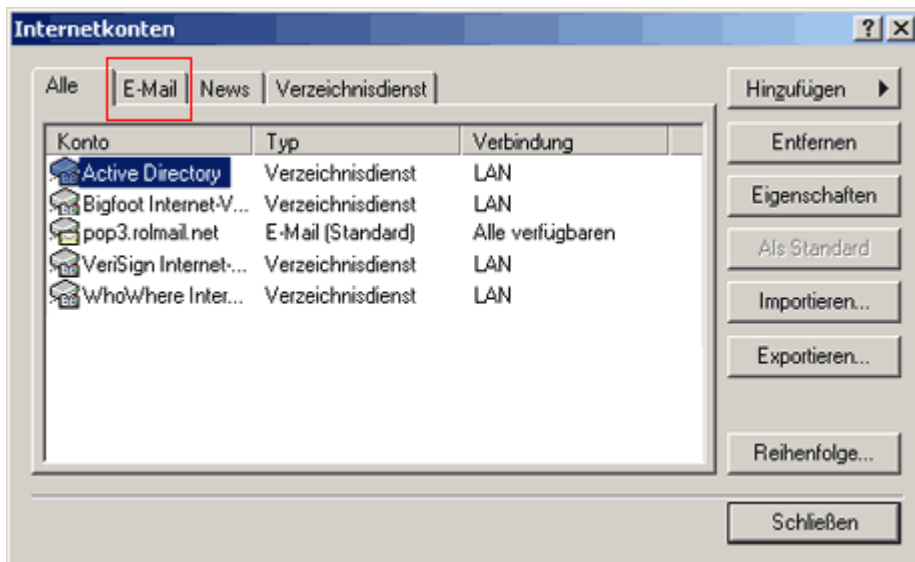 Internetkonten
Alle E-Mail News Verzeichnisdienst
Hinzufügen
Konto Typ Verbindung
Entfernen
Active Directory Verzeichnisdienst LAN
Bigfoot Internet-V... Verzeichnisdienst LAN
Eigenschaften
pop3.rolmail.net E-Mail (Standard) Alle verfügbaren
Als Standard
VeriSign Internet-... Verzeichnisdienst LAN
WhoWhere Inter... Verzeichnisdienst LAN
Importieren...
Exportieren...
Reihenfolge...
Schließen